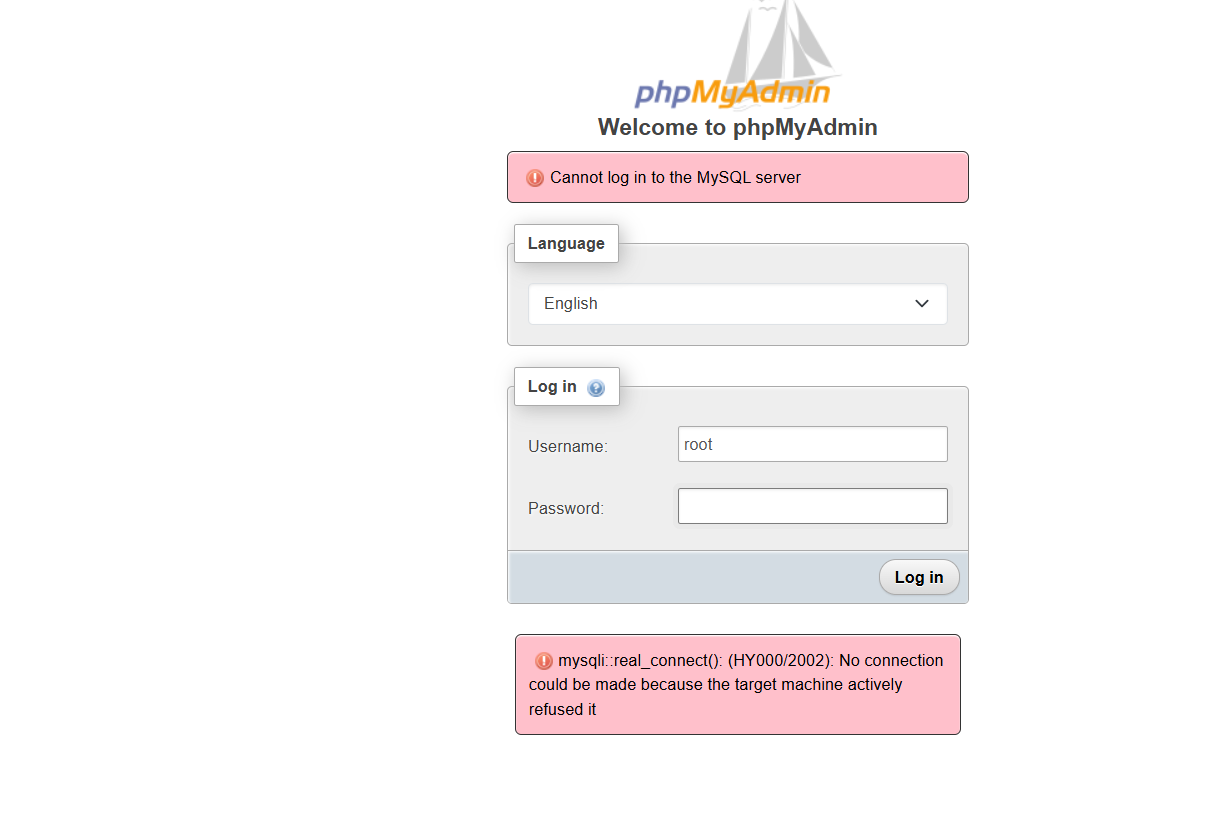 phpMyAdmin
Welcome to phpMyAdmin
Cannot log in to the MySQL server
Language
English
Log in
Username:
root
Password:
Log in
mysqli::real_connect(): (HY000/2002): No connection
could be made because the target machine actively
refused it